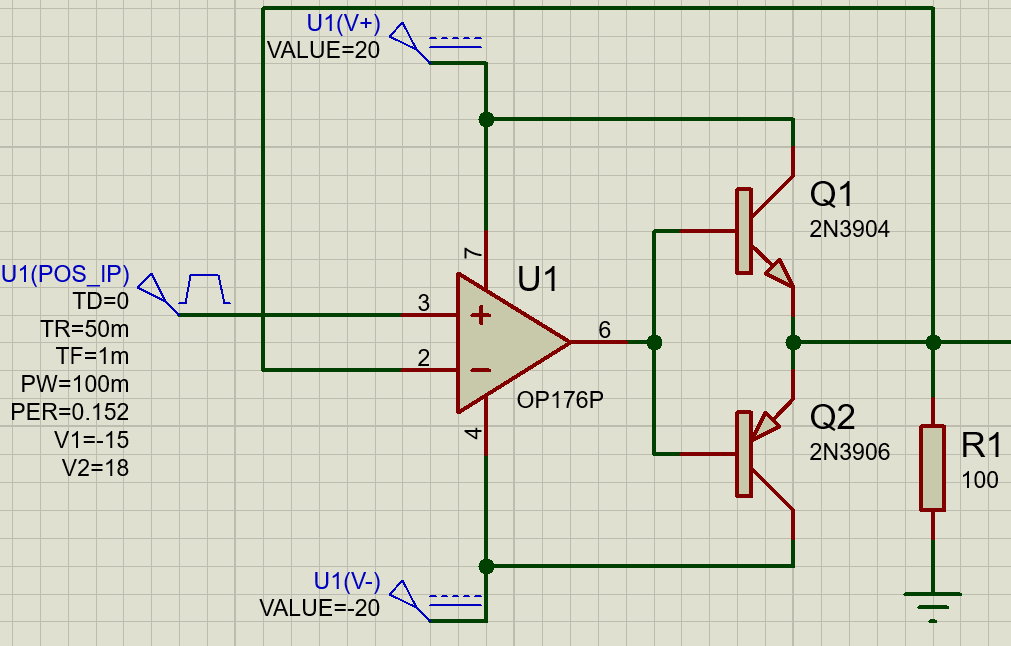 U1(V+)
VALUE=20
Q1
2N3904
7
U1
U1(POS_IP)
TD=0
TR=50m
TF=1m
PW=100m
PER=0.152
V1=-15
V2=18
3
+
6
2
−
OP176P
4
Q2
2N3906
R1
100
U1(V-)
VALUE=-20